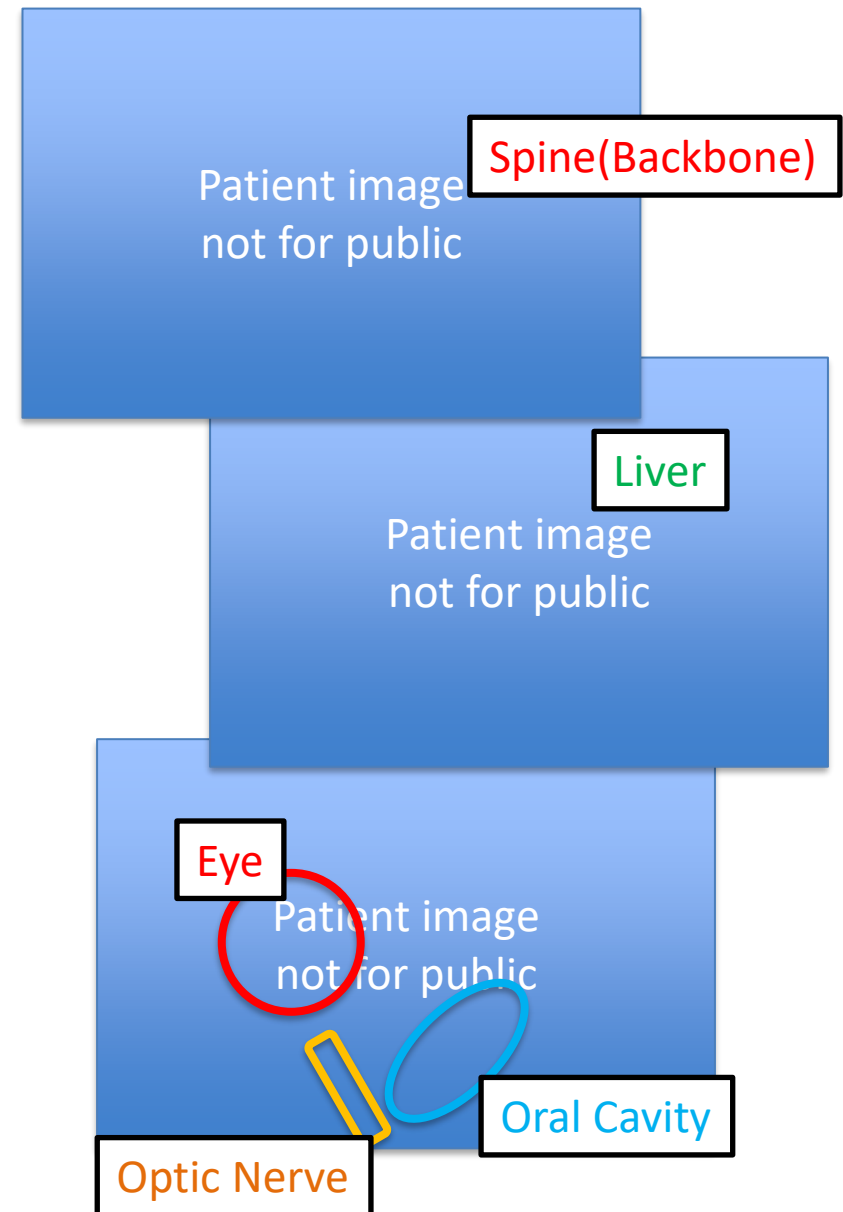 Patient image
not for public
Spine(Backbone)
Liver
Patient image
not for public
Eye
Patient image
not for public
Oral Cavity
Optic Nerve